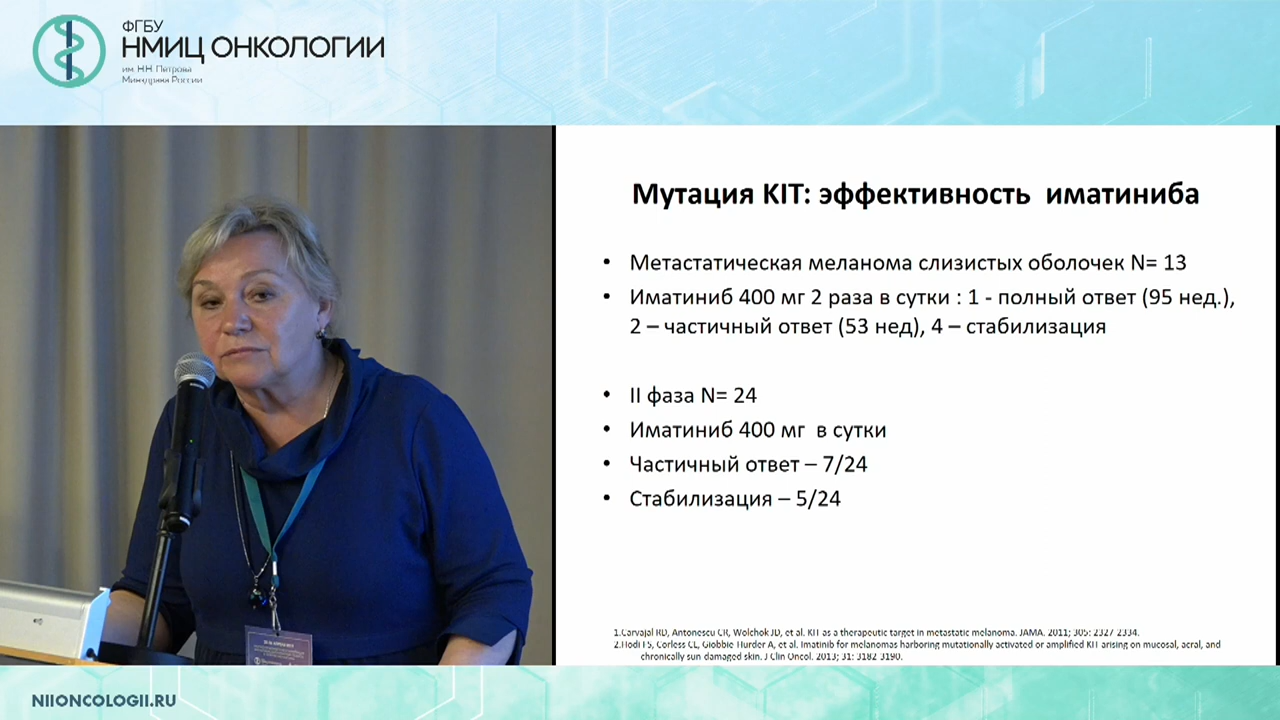 ФГБУ
НМИЦ ОНКОЛОГИИ
им. Н.Н. Петрова
Минздрава России
Мутация KIT: эффективность иматиниба
• Метастатическая меланома слизистых оболочек N= 13
• Иматиниб 400 мг 2 раза в сутки : 1 - полный ответ (95 нед.),
2 – частичный ответ (53 нед), 4 – стабилизация
• II фаза N= 24
• Иматиниб 400 мг в сутки
• Частичный ответ – 7/24
• Стабилизация – 5/24
1.Carvajal RD, Antonescu CR, Wolchok JD, et al. KIT as a therapeutic target in metastatic melanoma. JAMA. 2011; 305: 2327-2334.
2.Hodi FS, Corless CL, Giobbie-Hurder A, et al. Imatinib for melanomas harboring mutationally activated or amplified KIT arising on mucosal, acral, and
chronically sun-damaged skin. J Clin Oncol. 2013; 31: 3182-3190.
NIIONCOLOGII.RU